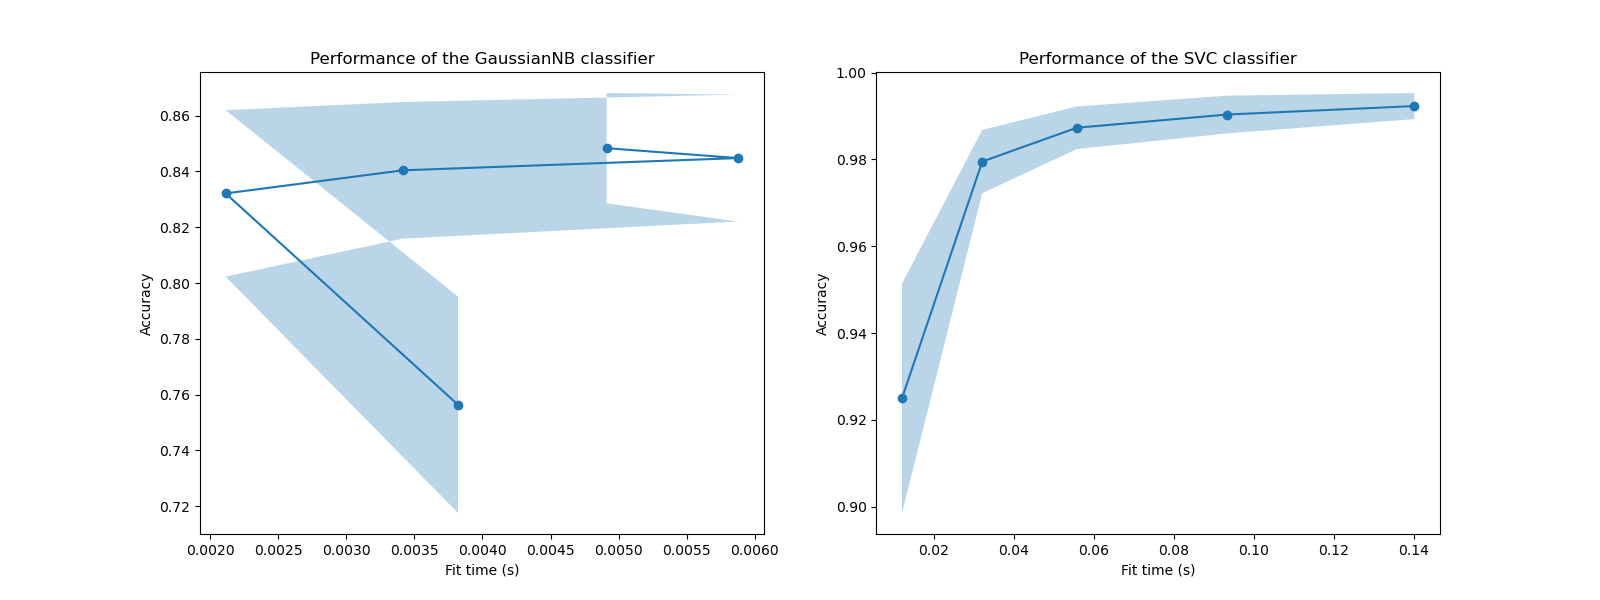 Performance of the GaussianNB classifier
Accuracy
0.86
0.84
0.82
0.80
0.78
0.76
0.74
0.72
0.0020 0.0025 0.0030 0.0035 0.0040 0.0045 0.0050 0.0055 0.0060
Fit time (s)
Performance of the SVC classifier
Accuracy
1.00
0.98
0.96
0.94
0.92
0.90
0.02 0.04 0.06 0.08 0.10 0.12 0.14
Fit time (s)